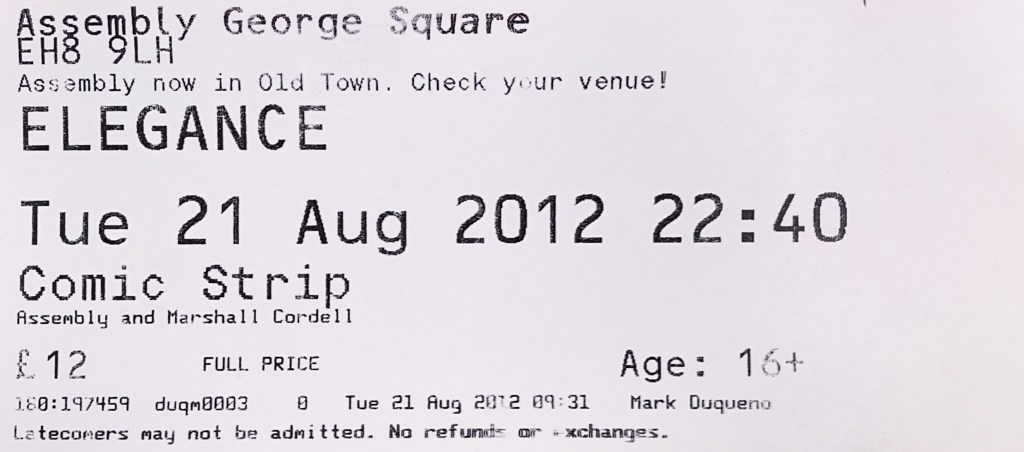 Assembly George Square
EH8 9LH
Assembly now in Old Town. Check your venue!
ELEGANCE
Tue 21 Aug 2012 22:40
Comic Strip
Assembly and Marshall Cordell
£12 FULL PRICE Age: 16+
160:197459 duqm0003 0 Tue 21 Aug 2012 09:31 Mark Duqueno
Latecomers may not be admitted. No refunds or exchanges.